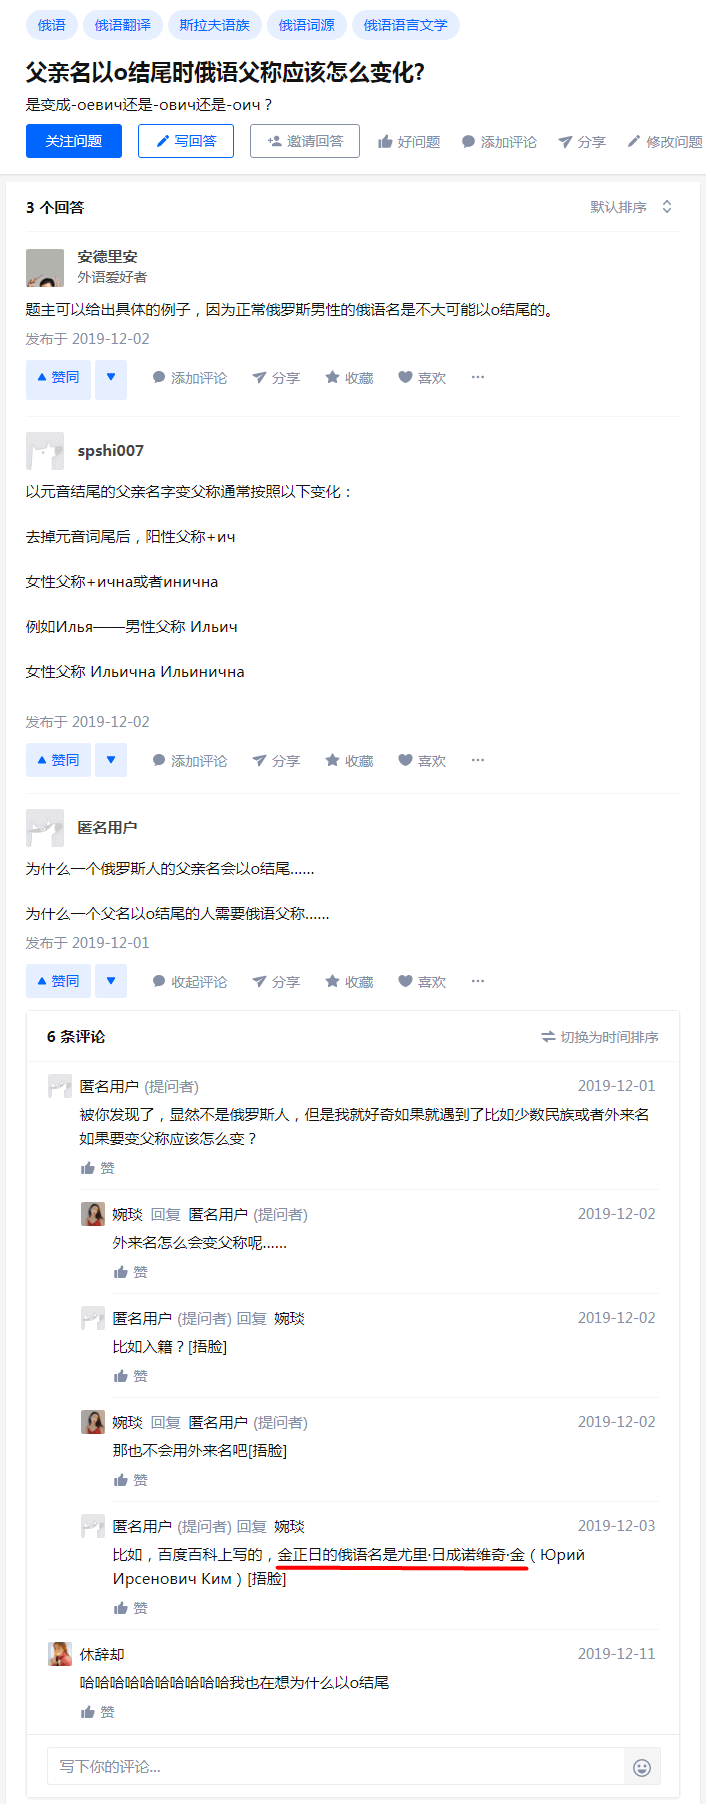 俄语 俄语翻译 斯拉夫语族 俄语词源 俄语语言文学
父亲名以o结尾时俄语父称应该怎么变化?
是变成-оевич还是-ович还是-оич？
关注问题 写回答 邀请回答 好问题 添加评论 分享 修改问题
3 个回答 默认排序
安德里安
外语爱好者
题主可以给出具体的例子，因为正常俄罗斯男性的俄语名是不大可能以o结尾的。
发布于 2019-12-02
赞同 添加评论 分享 收藏 喜欢 ···
spshi007
以元音结尾的父亲名字变父称通常按照以下变化：
去掉元音词尾后，阳性父称+ич
女性父称+ична或者инична
例如Илья——男性父称 Ильич
女性父称 Ильична Ильинична
发布于 2019-12-02
赞同 添加评论 分享 收藏 喜欢 ···
匿名用户
为什么一个俄罗斯人的父亲名会以o结尾......
为什么一个父名以o结尾的人需要俄语父称......
发布于 2019-12-01
赞同 收起评论 分享 收藏 喜欢 ···
6 条评论 切换为时间排序
匿名用户 (提问者) 2019-12-01
被你发现了，显然不是俄罗斯人，但是我就好奇如果就遇到了比如少数民族或者外来名
如果要变父称应该怎么变？
赞
婉琰 回复 匿名用户 (提问者) 2019-12-02
外来名怎么会变父称呢......
赞
匿名用户 (提问者) 回复 婉琰 2019-12-02
比如入籍？[捂脸]
赞
婉琰 回复 匿名用户 (提问者) 2019-12-02
那也不会用外来名吧[捂脸]
赞
匿名用户 (提问者) 回复 婉琰 2019-12-03
比如，百度百科上写的，金正日的俄语名是尤里·日成诺维奇·金（Юрий
Ирсенович Ким）[捂脸]
赞
休辞却 2019-12-11
哈哈哈哈哈哈哈哈哈哈我也在想为什么以o结尾
赞
写下你的评论...